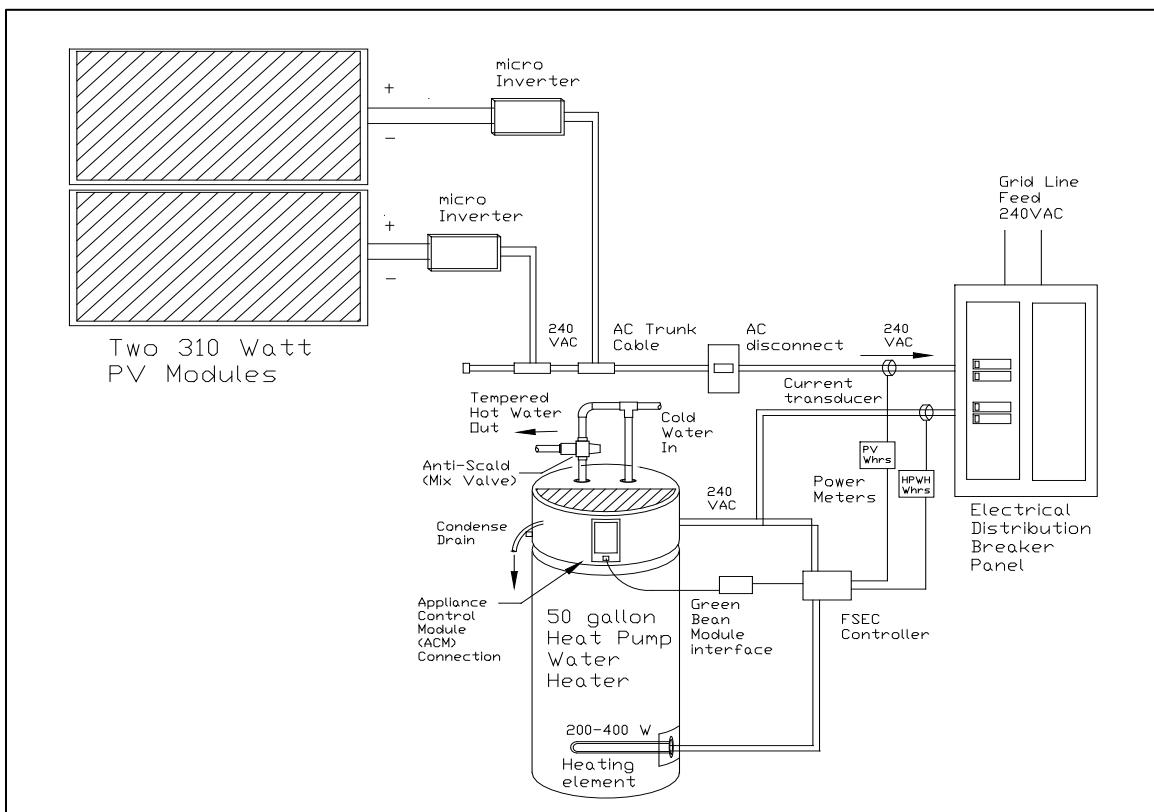 micro
Inverter
+
−
micro
Inverter
+
−
Two 310 Watt
PV Modules
Grid Line
Feed
240VAC
240
VAC
AC Trunk
Cable
AC
disconnect
240
VAC
Current
transducer
Tempered
Hot Water
Out
Cold
Water
In
Anti-Scald
(Mix Valve)
PV
Whrs
HPWH
Whrs
Power
Meters
240
VAC
Electrical
Distribution
Breaker
Panel
Condense
Drain
Appliance
Control
Module
(ACM)
Connection
50 gallon
Heat Pump
Water
Heater
Green
Bean
Module
interface
FSEC
Controller
200-400 W
Heating
element